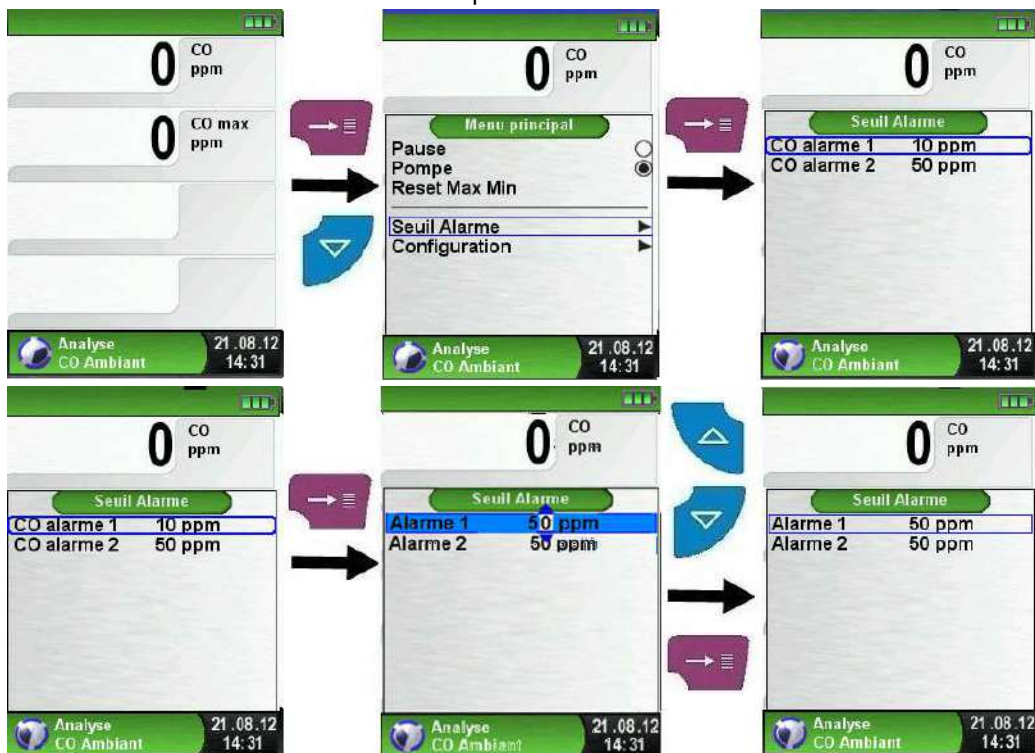 0 CO
ppm
0 CO max
ppm
Analyse
CO Ambiant
21.08.12
14:31
0 CO
ppm
Menu principal
Pause
Pompe
Reset Max Min
Seuil Alarme
Configuration
Analyse
CO Ambiant
21.08.12
14:31
0 CO
ppm
Seuil Alarme
CO alarme 1 10 ppm
CO alarme 2 50 ppm
Analyse
CO Ambiant
21.08.12
14:31
0 CO
ppm
Seuil Alarme
CO alarme 1 10 ppm
CO alarme 2 50 ppm
Analyse
CO Ambiant
21.08.12
14:31
0 CO
ppm
Seuil Alarme
Alarme 1 50 ppm
Alarme 2 50 ppm
Analyse
CO Ambiant
21.08.12
14:31
0 CO
ppm
Seuil Alarme
Alarme 1 50 ppm
Alarme 2 50 ppm
Analyse
CO Ambiant
21.08.12
14:31